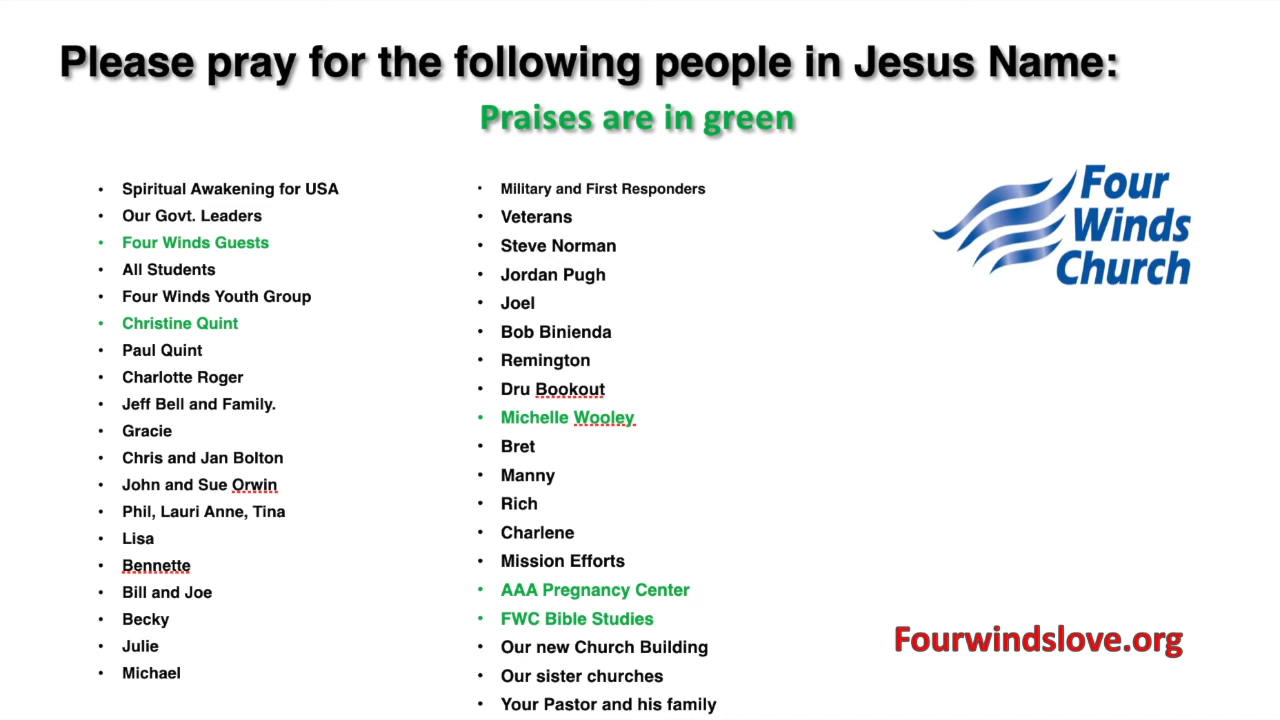 Please pray for the following people in Jesus Name:
Praises are in green
• Spiritual Awakening for USA
• Our Govt. Leaders
• Four Winds Guests
• All Students
• Four Winds Youth Group
• Christine Quint
• Paul Quint
• Charlotte Roger
• Jeff Bell and Family.
• Gracie
• Chris and Jan Bolton
• John and Sue Orwin
• Phil, Lauri Anne, Tina
• Lisa
• Bennette
• Bill and Joe
• Becky
• Julie
• Michael
• Military and First Responders
• Veterans
• Steve Norman
• Jordan Pugh
• Joel
• Bob Binienda
• Remington
• Dru Bookout
• Michelle Wooley
• Bret
• Manny
• Rich
• Charlene
• Mission Efforts
• AAA Pregnancy Center
• FWC Bible Studies
• Our new Church Building
• Our sister churches
• Your Pastor and his family
Four
Winds
Church
Fourwindslove.org